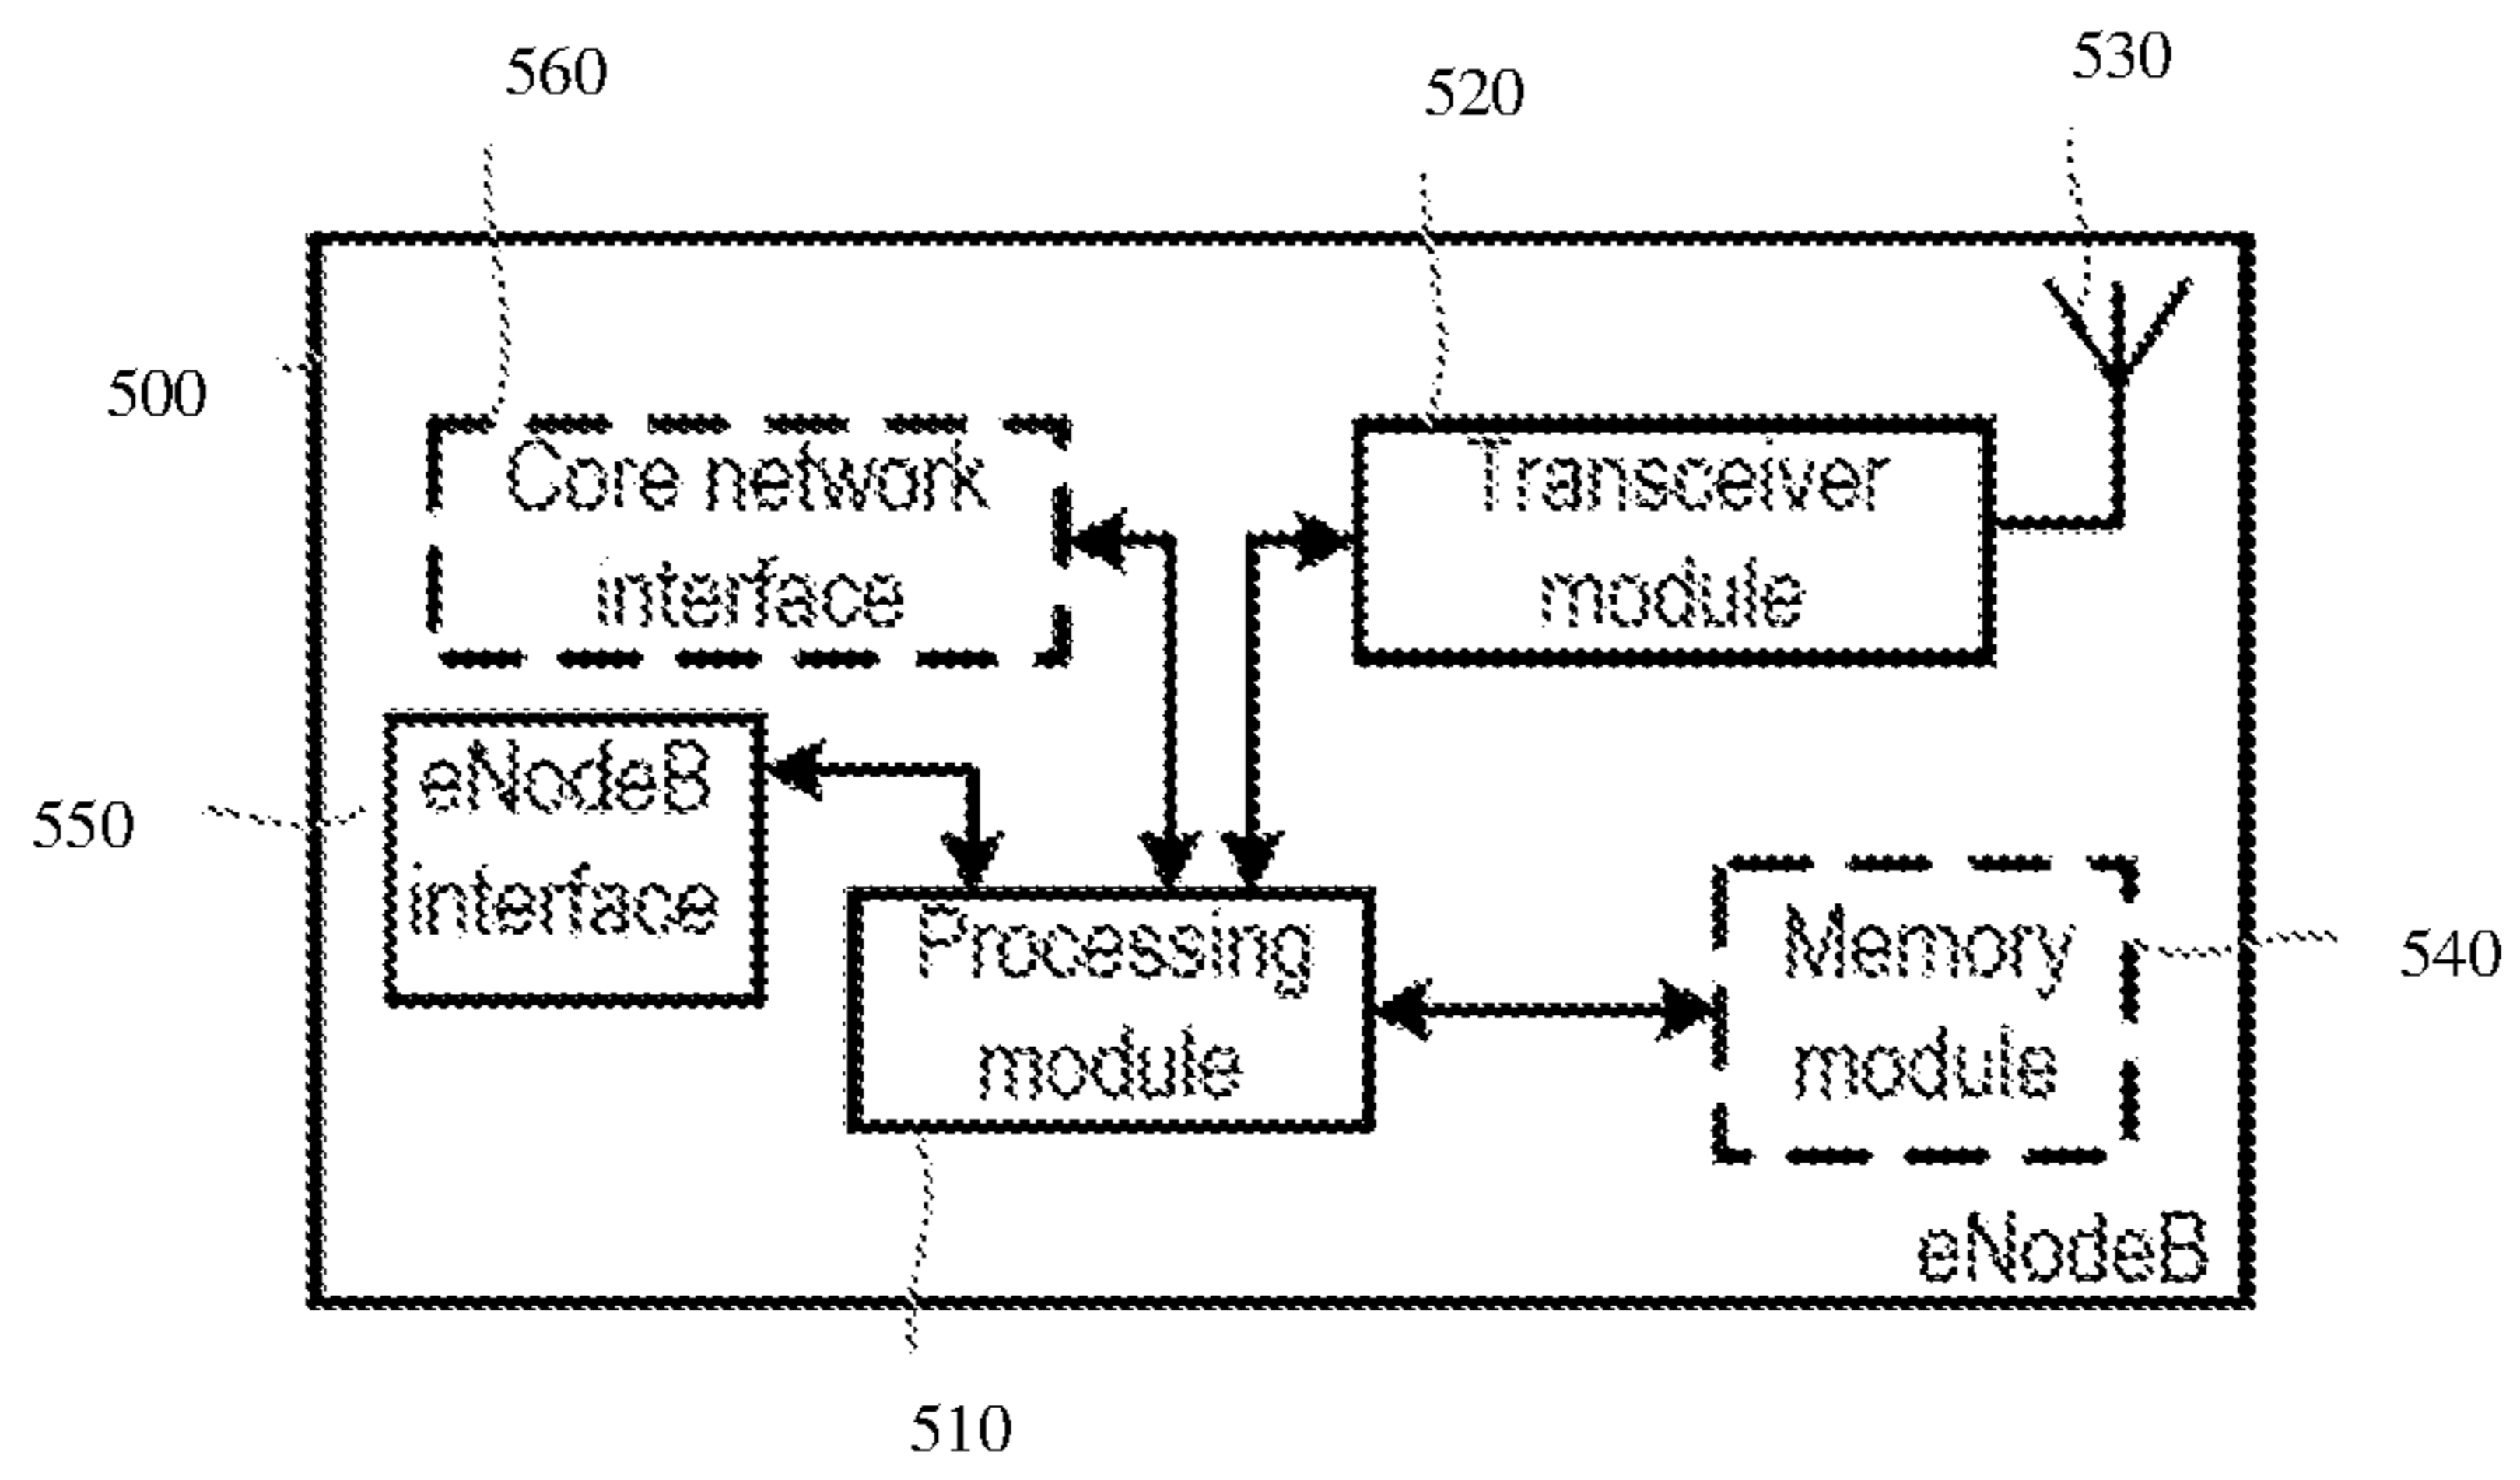 560
520
530
500
Core network
interface
Transceiver
module
eNodeB
interface
550
Processing
module
Memory
module
540
eNodeB
510